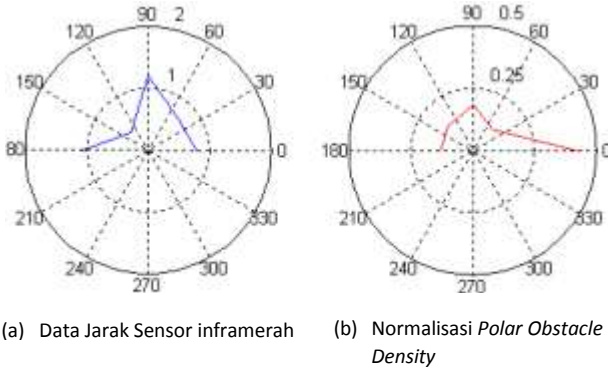 90 2
120 60
150 1 30
80 0
210 330
240 300
270
90 0.5
120 60
150 0.25 30
180 0
210 330
240 300
270
(a) Data Jarak Sensor inframerah
(b) Normalisasi Polar Obstacle
Density